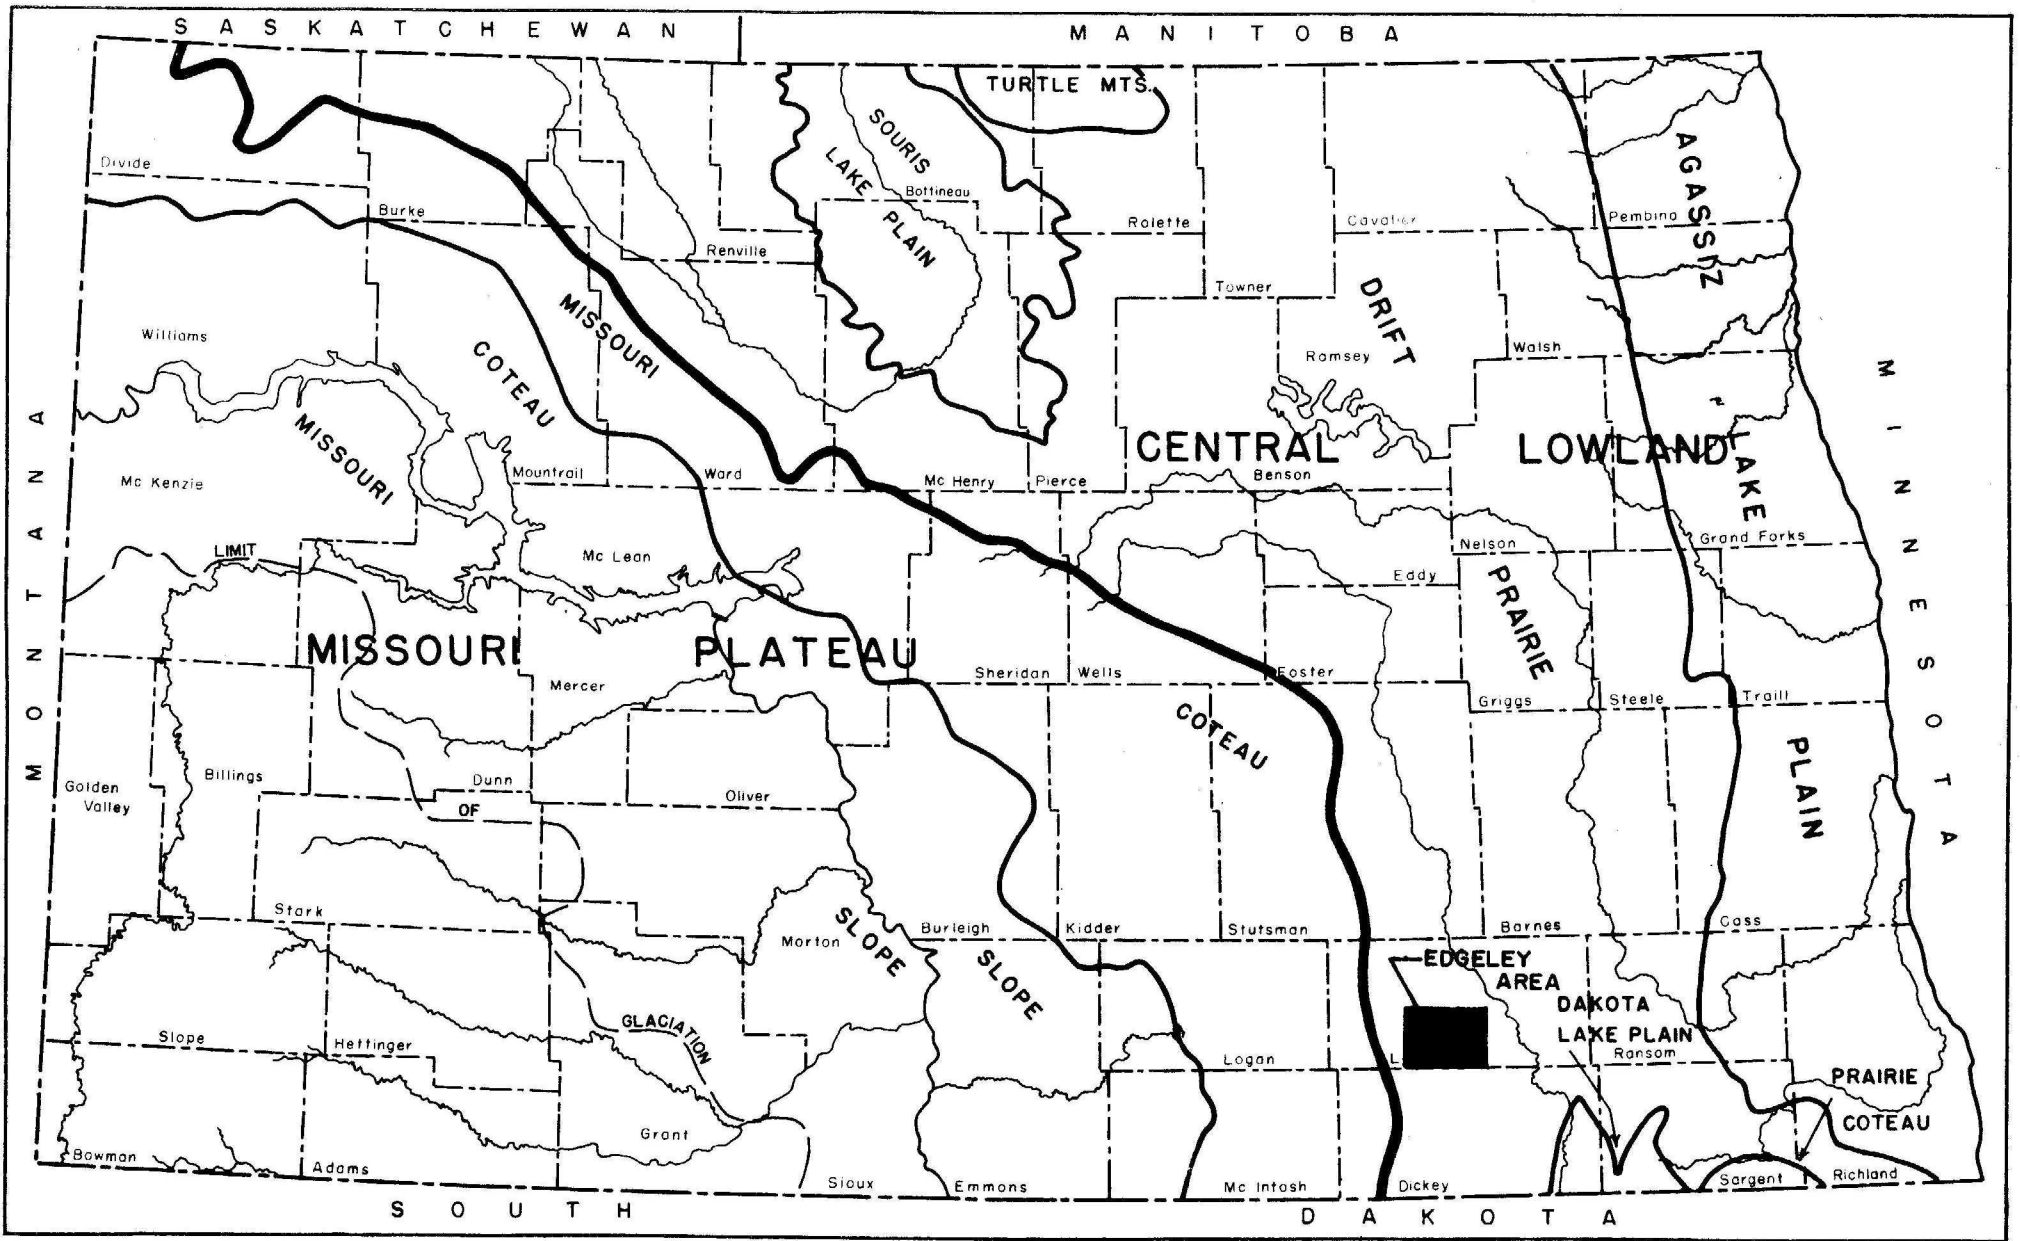 SASKATCHEWAN
MANITOBA
TURTLE MTS.
SOURIS
LAKE
PLAIN
AGASSIZ
LAKE
PLAIN
Divide
Burke
Bottineau
Renville
Rolette
Cavalier
Pembina
Towner
Williams
MISSOURI
COTEAU
DRIFT
PRAIRIE
Ramsey
Walsh
MINNESOTA
MONTANA
MISSOURI
COTEAU
SLOPE
CENTRAL LOWLAND
Mc Kenzie
Mountrail
Ward
Mc Henry
Pierce
Benson
Nelson
Grand Forks
LIMIT
OF
GLACIATION
Mc Lean
Eddy
MISSOURI PLATEAU
Sheridan
Wells
Foster
Griggs
Steele
Traill
Mercer
Golden
Valley
Billings
Dunn
Oliver
Stark
Morton
SLOPE
Burleigh
Kidder
Stutsman
Barnes
Cass
EDGELEY
AREA
DAKOTA
LAKE PLAIN
Slope
Hettinger
Logan
L
Ransom
PRAIRIE
COTEAU
Grant
Bowman
Adams
Sioux
Emmons
Mc Intosh
Dickey
Sargent
Richland
SOUTH DAKOTA